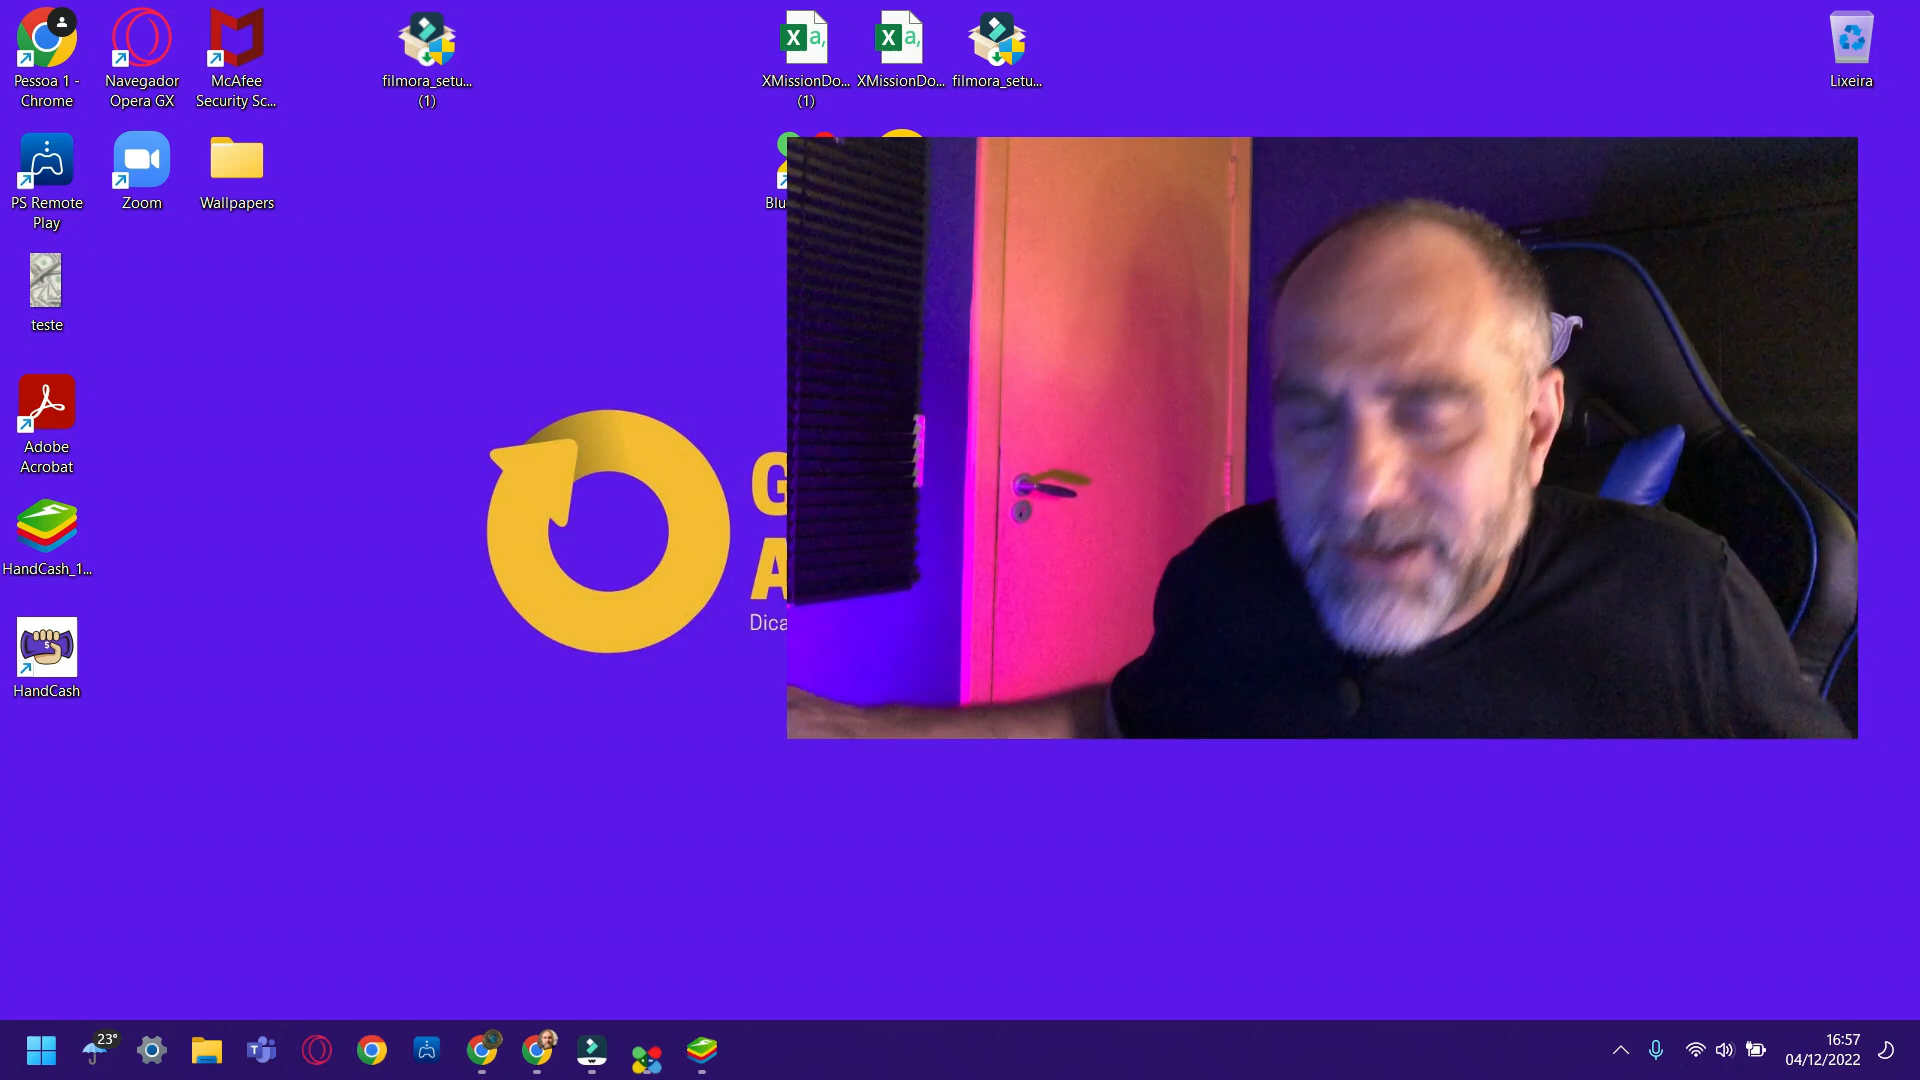 Pessoa 1 -
Chrome
Navegador
Opera GX
McAfee
Security Sc...
filmora_setu...
(1)
XMissionDo...
(1)
XMissionDo...
filmora_setu...
Lixeira
PS Remote
Play
Zoom
Wallpapers
Blu
teste
Adobe
Acrobat
HandCash_1...
HandCash
G
A
Dica
23°
16:57
04/12/2022